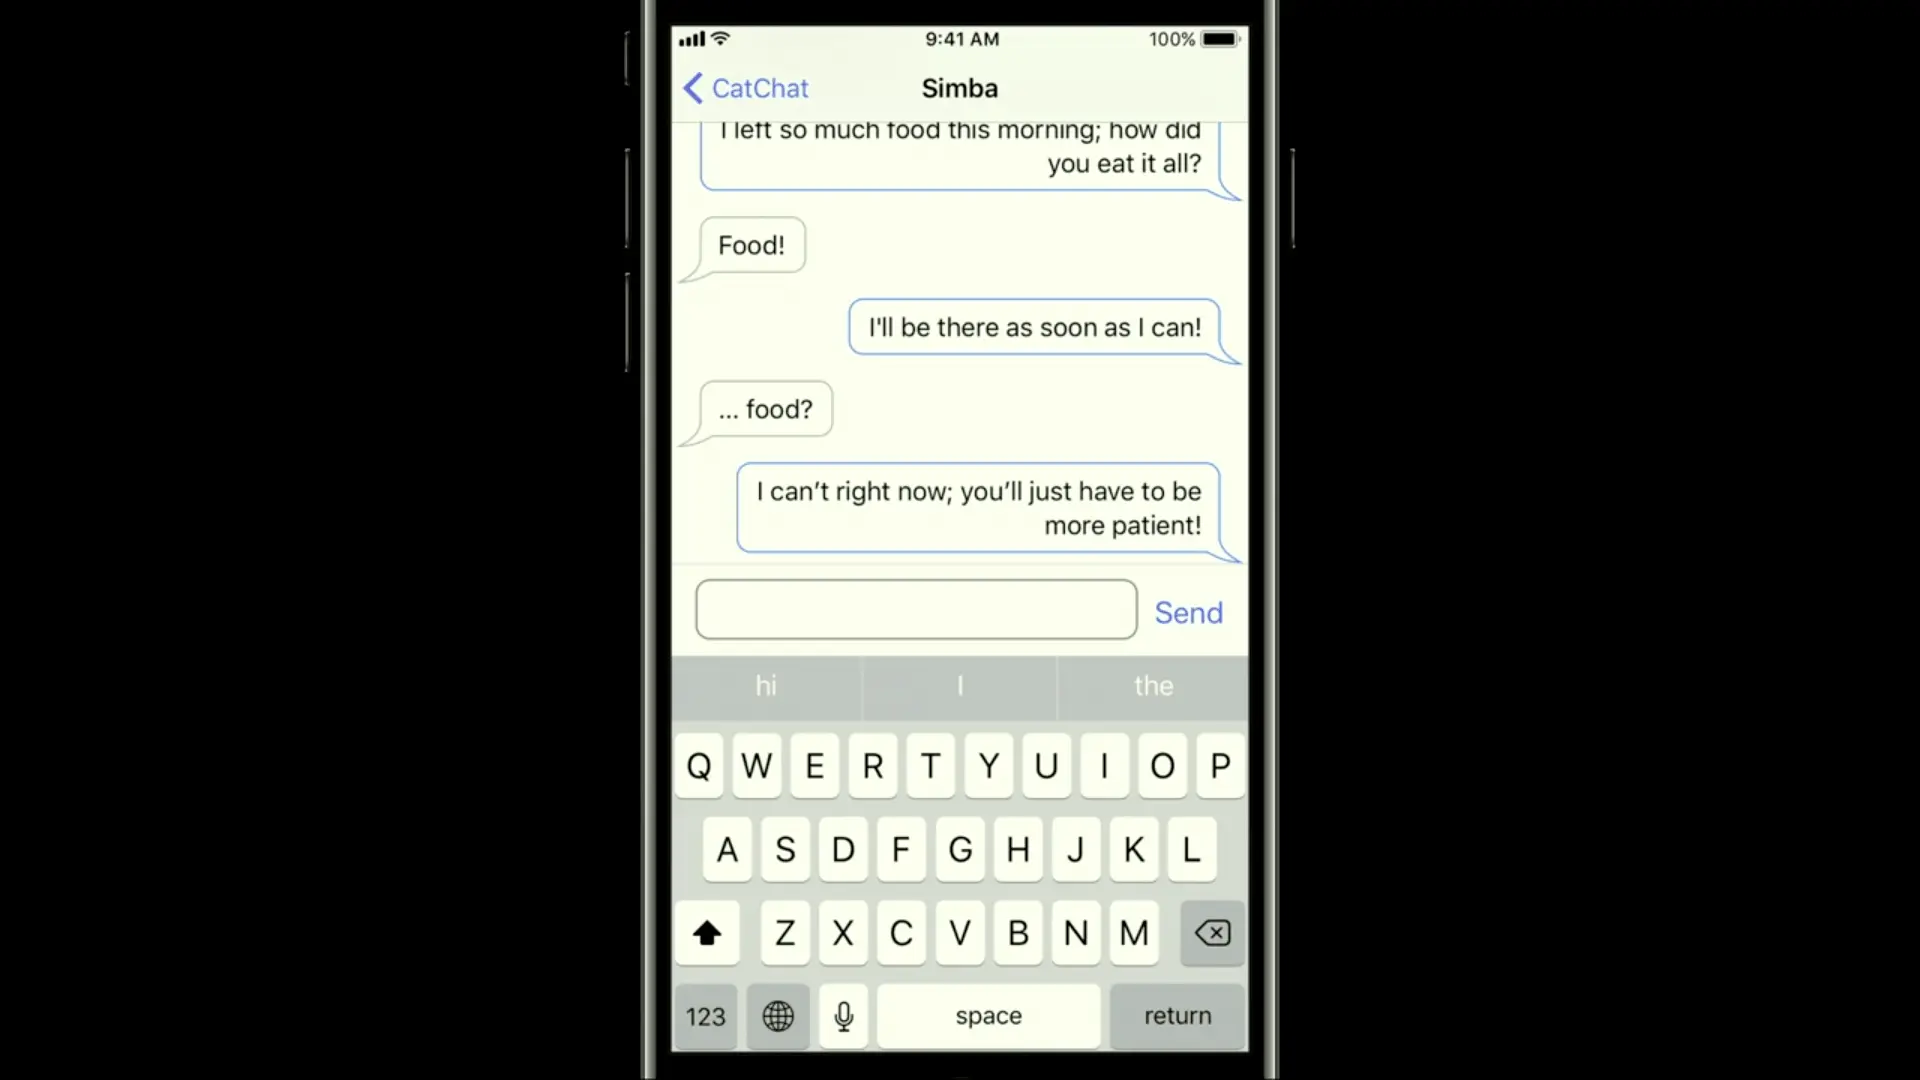 9:41 AM
100%
CatChat
Simba
I left so much food this morning; how did
you eat it all?
Food!
I'll be there as soon as I can!
... food?
I can’t right now; you’ll just have to be
more patient!
Send
hi
I
the
Q W E R T Y U I O P
A S D F G H J K L
Z X C V B N M
123
space
return